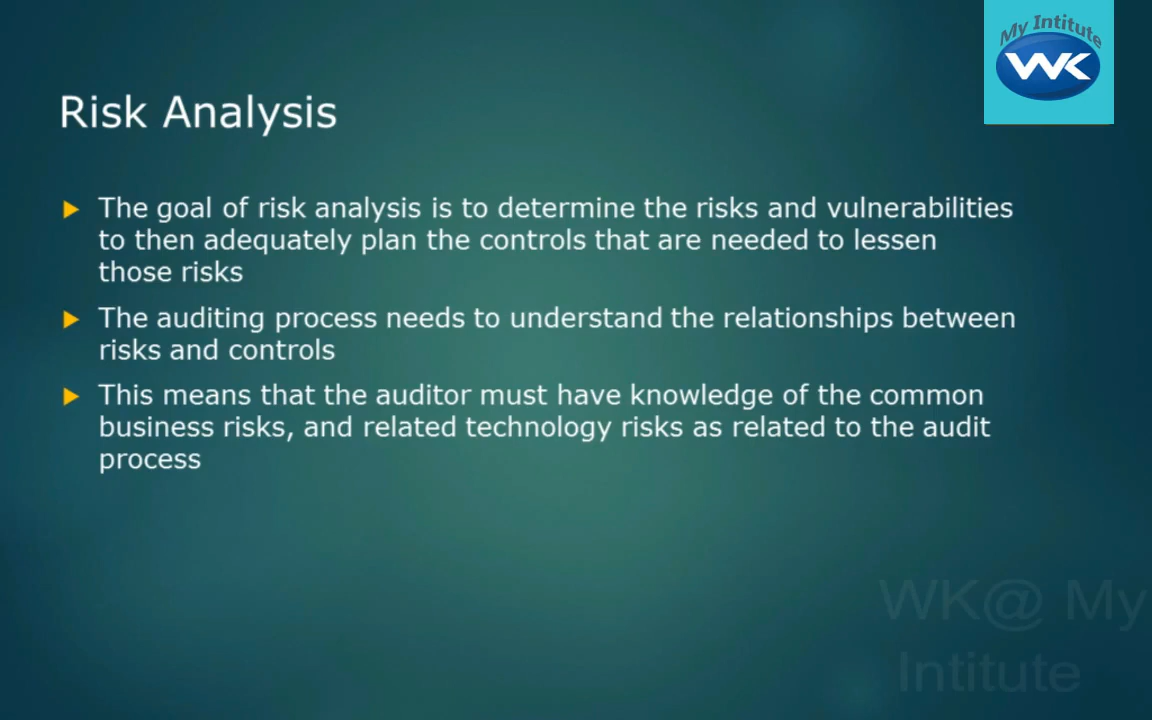 My Intitute
WK
Risk Analysis
The goal of risk analysis is to determine the risks and vulnerabilities
to then adequately plan the controls that are needed to lessen
those risks
The auditing process needs to understand the relationships between
risks and controls
This means that the auditor must have knowledge of the common
business risks, and related technology risks as related to the audit
process
WK@ My
Intitute